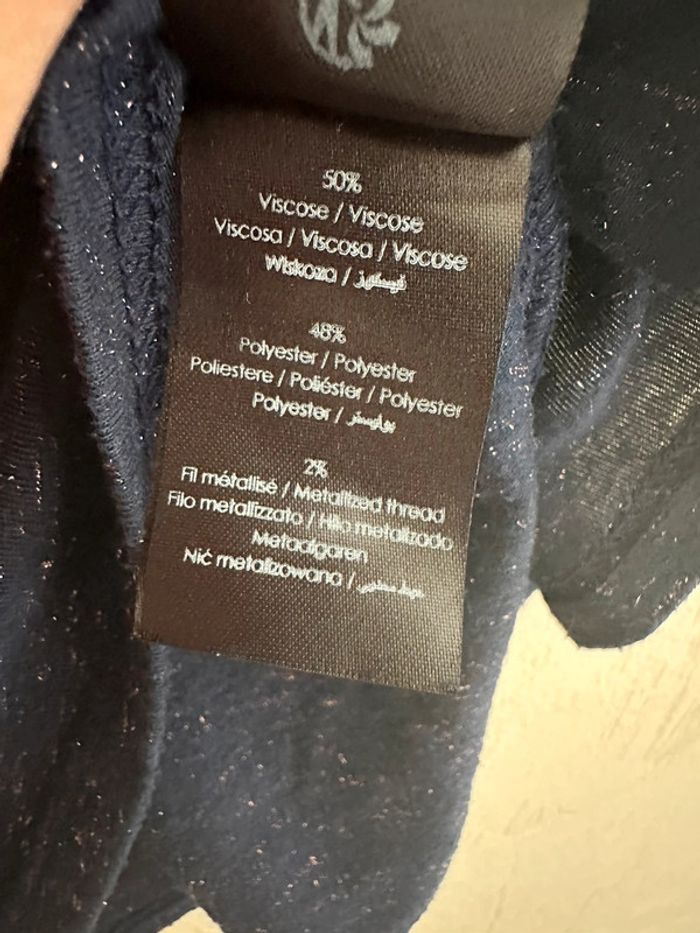 50%
Viscose / Viscose
Viscosa / Viscosa / Viscose
Wiskoza / فيسكوز
48%
Polyester / Polyester
Poliestere / Poliéster / Polyester
Polyester / بوليستر
2%
Fil métallisé / Metallized thread
Filo metallizzato / Hilo metalizado
Metallgaren
Nić metalizowana /